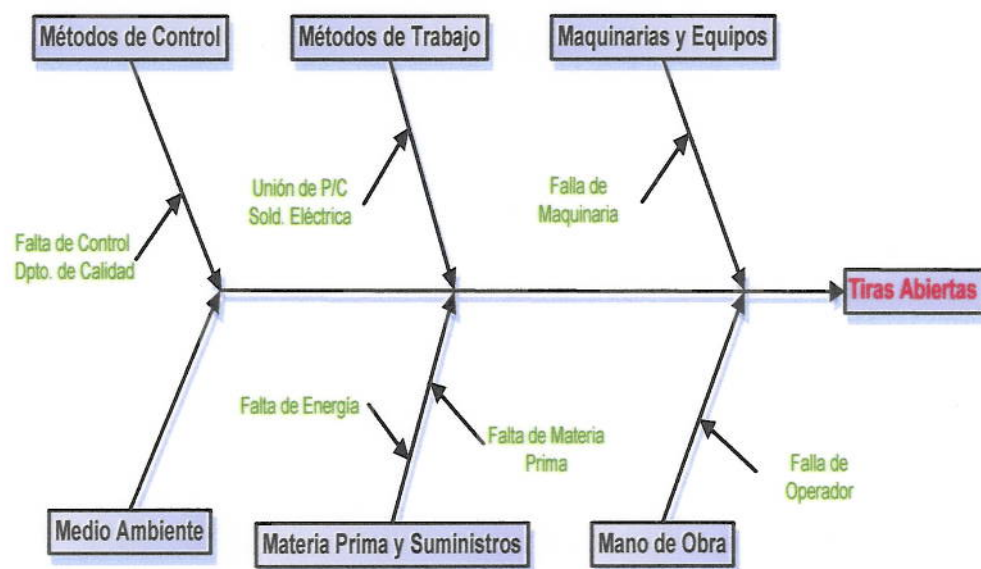 Métodos de Control
Métodos de Trabajo
Maquinarias y Equipos
Unión de P/C
Sold. Eléctrica
Falla de
Maquinaria
Falta de Control
Dpto. de Calidad
Tiras Abiertas
Falta de Energía
Falta de Materia
Prima
Falla de
Operador
Medio Ambiente
Materia Prima y Suministros
Mano de Obra